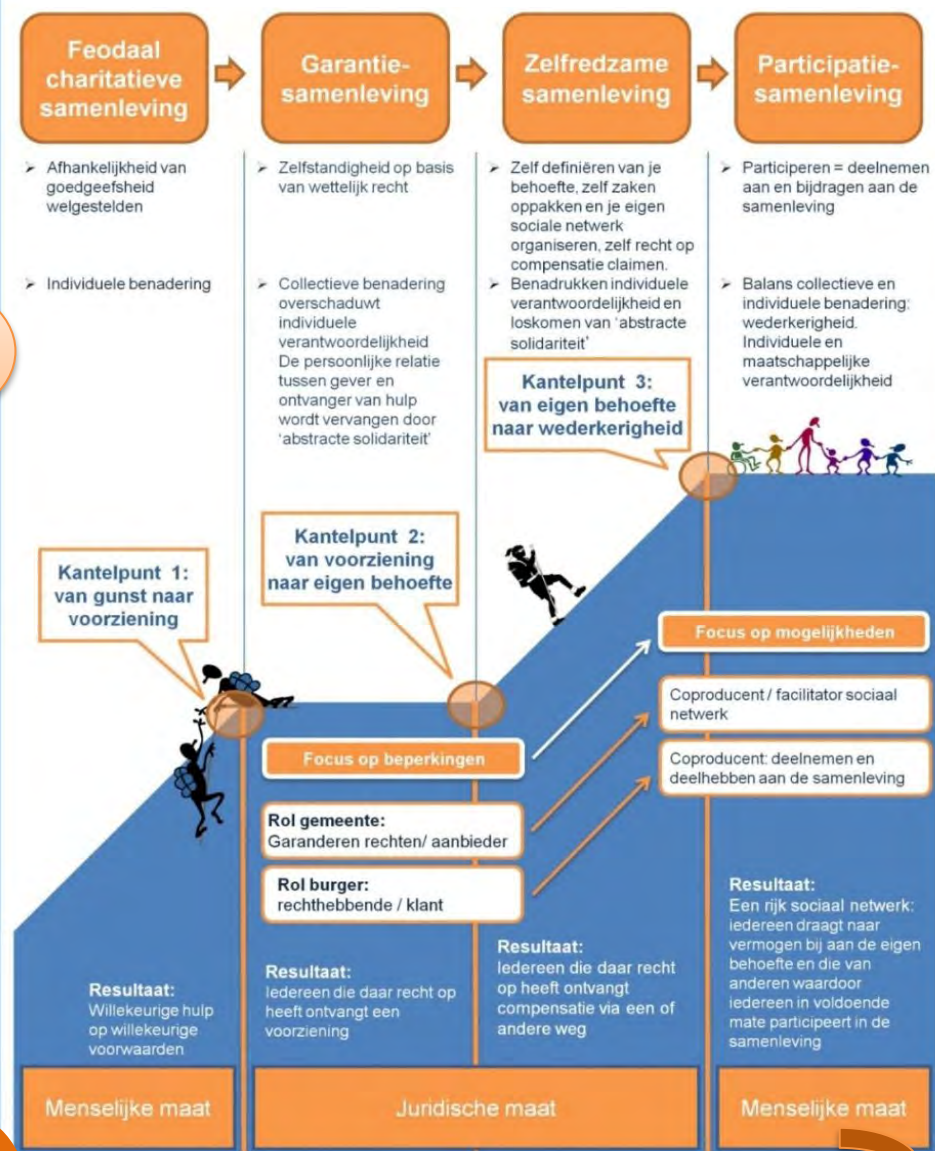 Feodaal
charitatieve
samenleving
Garantie-
samenleving
Zelfredzame
samenleving
Participatie-
samenleving
➢ Afhankelijkheid van
goedgeefsheid
welgestelden
➢ Individuele benadering
➢ Zelfstandigheid op basis
van wettelijk recht
➢ Collectieve benadering
overschaduwt
individuele
verantwoordelijkheid
De persoonlijke relatie
tussen gever en
ontvanger van hulp
wordt vervangen door
‘abstracte solidariteit’
➢ Zelf definiëren van je
behoefte, zelf zaken
oppakken en je eigen
sociale netwerk
organiseren, zelf recht op
compensatie claimen.
➢ Benadrukken individuele
verantwoordelijkheid en
loskomen van ‘abstracte
solidariteit’
➢ Participeren = deelnemen
aan en bijdragen aan de
samenleving
➢ Balans collectieve en
individuele benadering:
wederkerigheid.
Individuele en
maatschappelijke
verantwoordelijkheid
Kantelpunt 1:
van gunst naar
voorziening
Kantelpunt 2:
van voorziening
naar eigen behoefte
Kantelpunt 3:
van eigen behoefte
naar wederkerigheid
Focus op beperkingen
Focus op mogelijkheden
Rol gemeente:
Garanderen rechten/ aanbieder
Coproducent / facilitator sociaal
netwerk
Rol burger:
rechthebbende / klant
Coproducent: deelnemen en
deelhebben aan de samenleving
Resultaat:
Willekeurige hulp
op willekeurige
voorwaarden
Resultaat:
Iedereen die daar recht op
heeft ontvangt een
voorziening
Resultaat:
Iedereen die daar recht
op heeft ontvangt
compensatie via een of
andere weg
Resultaat:
Een rijk sociaal netwerk:
iedereen draagt naar
vermogen bij aan de eigen
behoefte en die van
anderen waardoor
iedereen in voldoende
mate participeert in de
samenleving
Menselijke maat
Juridische maat
Menselijke maat